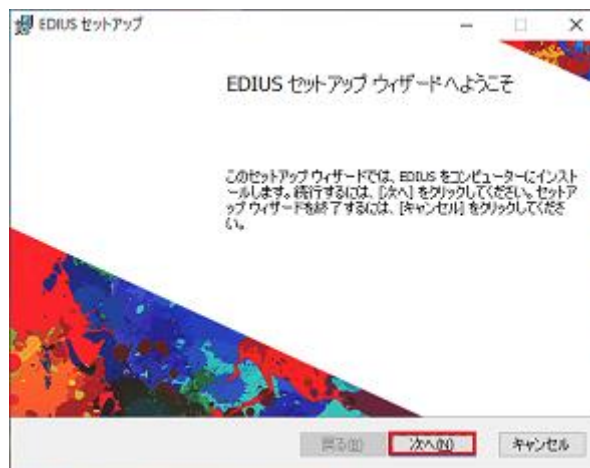 EDIUS セットアップ
EDIUS セットアップ ウィザードへようこそ
このセットアップ ウィザードでは、EDIUS をコンピューターにインスト
ールします。続行するには、[次へ] をクリックしてください。セットア
ップ ウィザードを終了するには、[キャンセル] をクリックしてくださ
い。
戻る(B) 次へ(N) キャンセル